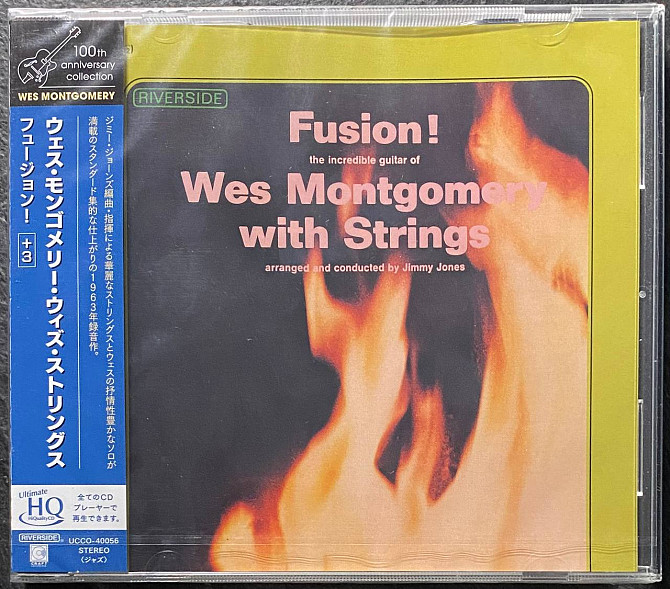 100th
anniversary
collection
WES MONTGOMERY
ウェス・モンゴメリー・ウィズ・ストリングス
フュージョン！ +3
ジミー・ジョーンズ編曲・指揮による華麗なストリングスとウェスの抒情性豊かなソロが
満載のスタンダード集的な仕上がりの1963年録音作。
Ultimate
HQ
HiQualityCD
全てのCD
プレーヤーで
再生できます。
RIVERSIDE®
UCCO-40056
STEREO
(ジャズ)
CRAFT
RIVERSIDE
Fusion!
the incredible guitar of
Wes Montgomery
with Strings
arranged and conducted by Jimmy Jones